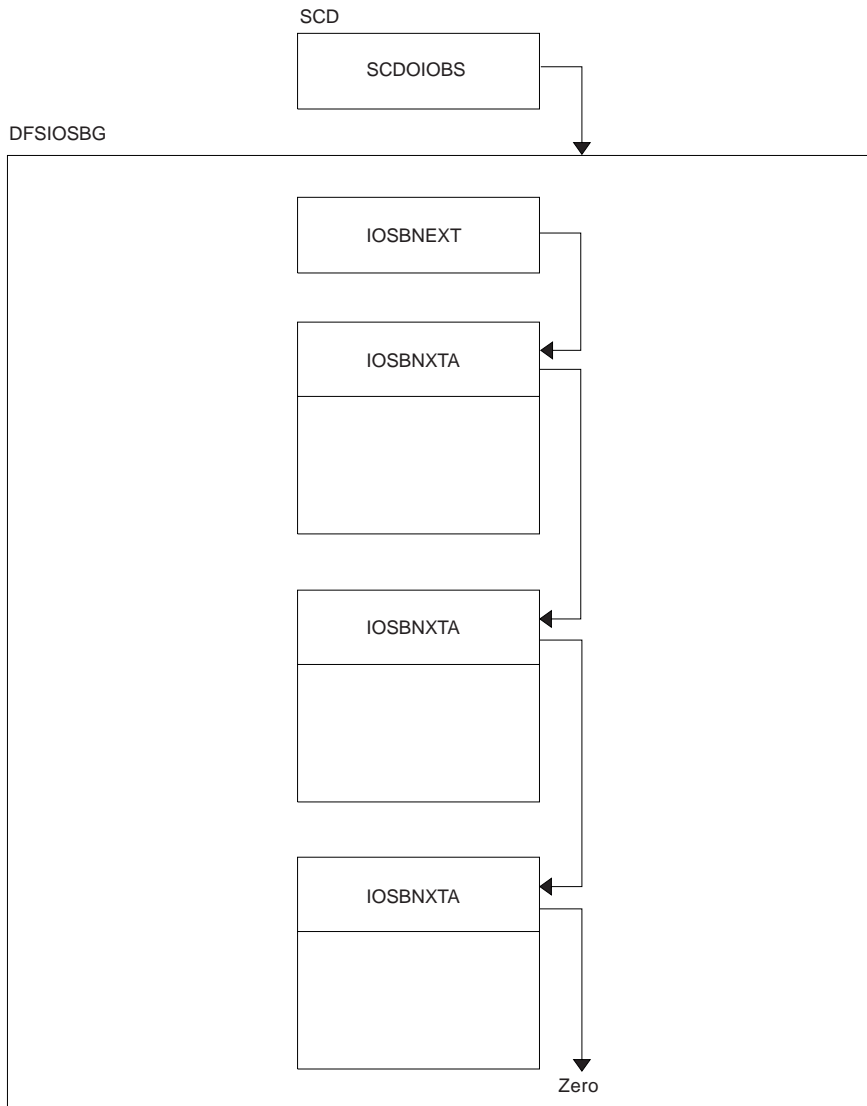 SCD
SCDOIOBS
DFSIOSBG
IOSBNEXT
IOSBNXTA
IOSBNXTA
IOSBNXTA
Zero